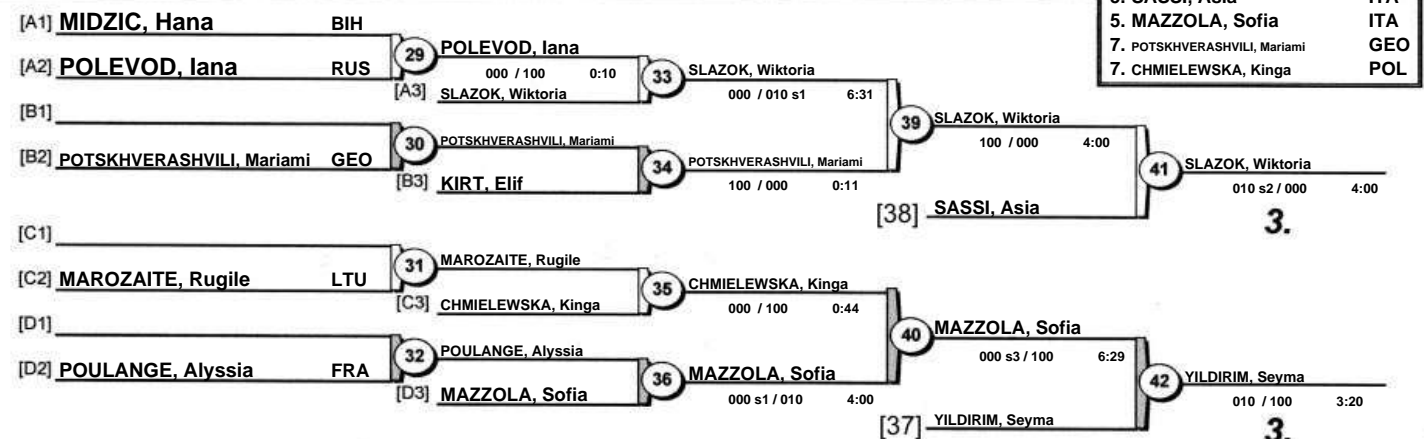 5. MAZZOLA, Sofia ITA
7. POTSKHVERASHVILI, Mariami GEO
7. CHMIELEWSKA, Kinga POL
[A1] MIDZIC, Hana BIH
[A2] POLEVOD, Iana RUS
29
POLEVOD, Iana
000 / 100 0:10
[A3] SLAZOK, Wiktoria
33
SLAZOK, Wiktoria
000 / 010 s1 6:31
[B1]
[B2] POTSKHVERASHVILI, Mariami GEO
30
POTSKHVERASHVILI, Mariami
[B3] KIRT, Elif
34
POTSKHVERASHVILI, Mariami
100 / 000 0:11
39
SLAZOK, Wiktoria
100 / 000 4:00
[38] SASSI, Asia
41
SLAZOK, Wiktoria
010 s2 / 000 4:00
3.
[C1]
[C2] MAROZAITE, Rugile LTU
31
MAROZAITE, Rugile
[C3] CHMIELEWSKA, Kinga
35
CHMIELEWSKA, Kinga
000 / 100 0:44
[D1]
[D2] POULANGE, Alyssia FRA
32
POULANGE, Alyssia
[D3] MAZZOLA, Sofia
36
MAZZOLA, Sofia
000 s1 / 010 4:00
40
MAZZOLA, Sofia
000 s3 / 100 6:29
[37] YILDIRIM, Seyma
42
YILDIRIM, Seyma
010 / 100 3:20
3.